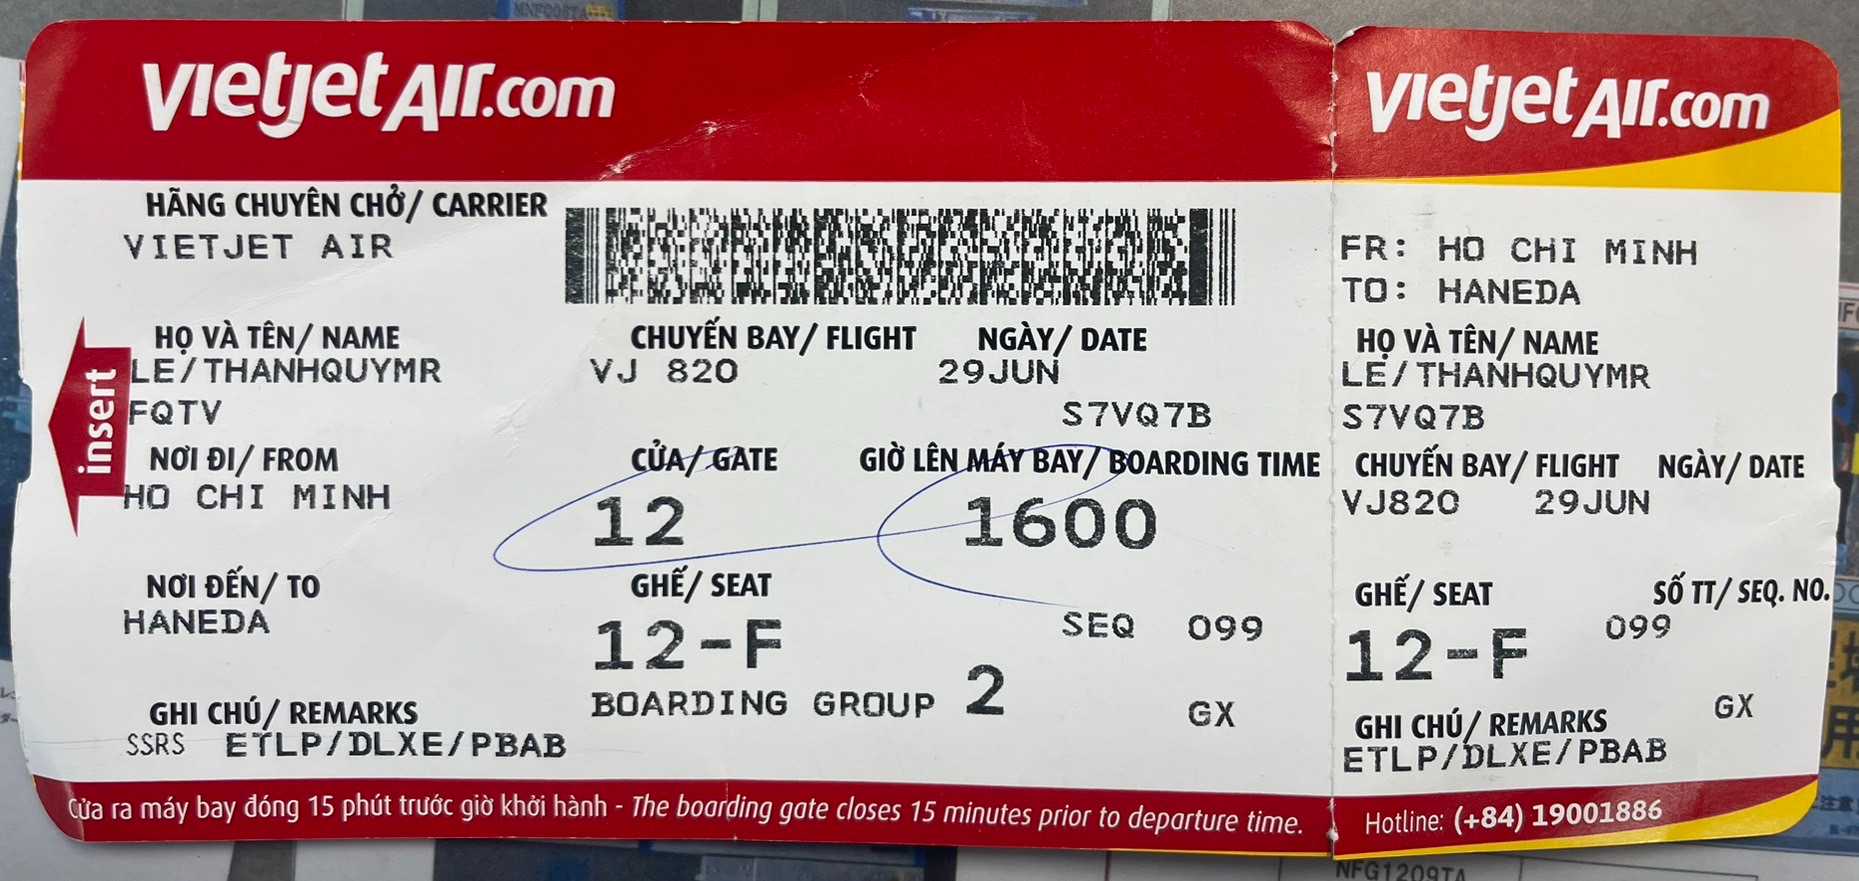 MNFG06TA
vietjetAir.com
vietjetAir.com
HÃNG CHUYÊN CHỞ/ CARRIER
VIETJET AIR
FR: HO CHI MINH
TO: HANEDA
HỌ VÀ TÊN/ NAME CHUYẾN BAY/ FLIGHT NGÀY/ DATE
LE/THANHQUYMR VJ 820 29JUN
FQTV S7VQ7B
insert
HỌ VÀ TÊN/ NAME
LE/THANHQUYMR
S7VQ7B
NƠI ĐI/ FROM CỬA/ GATE GIỜ LÊN MÁY BAY/ BOARDING TIME
HO CHI MINH 12 1600
CHUYẾN BAY/ FLIGHT NGÀY/ DATE
VJ820 29JUN
NƠI ĐẾN/ TO GHẾ/ SEAT
HANEDA 12-F SEQ 099
BOARDING GROUP 2 GX
GHẾ/ SEAT SỐ TT/ SEQ. NO.
12-F 099
GX
GHI CHÚ/ REMARKS
SSRS ETLP/DLXE/PBAB
GHI CHÚ/ REMARKS
ETLP/DLXE/PBAB
Cửa ra máy bay đóng 15 phút trước giờ khởi hành - The boarding gate closes 15 minutes prior to departure time.
Hotline: (+84) 19001886
注意
用
NFG1209TA